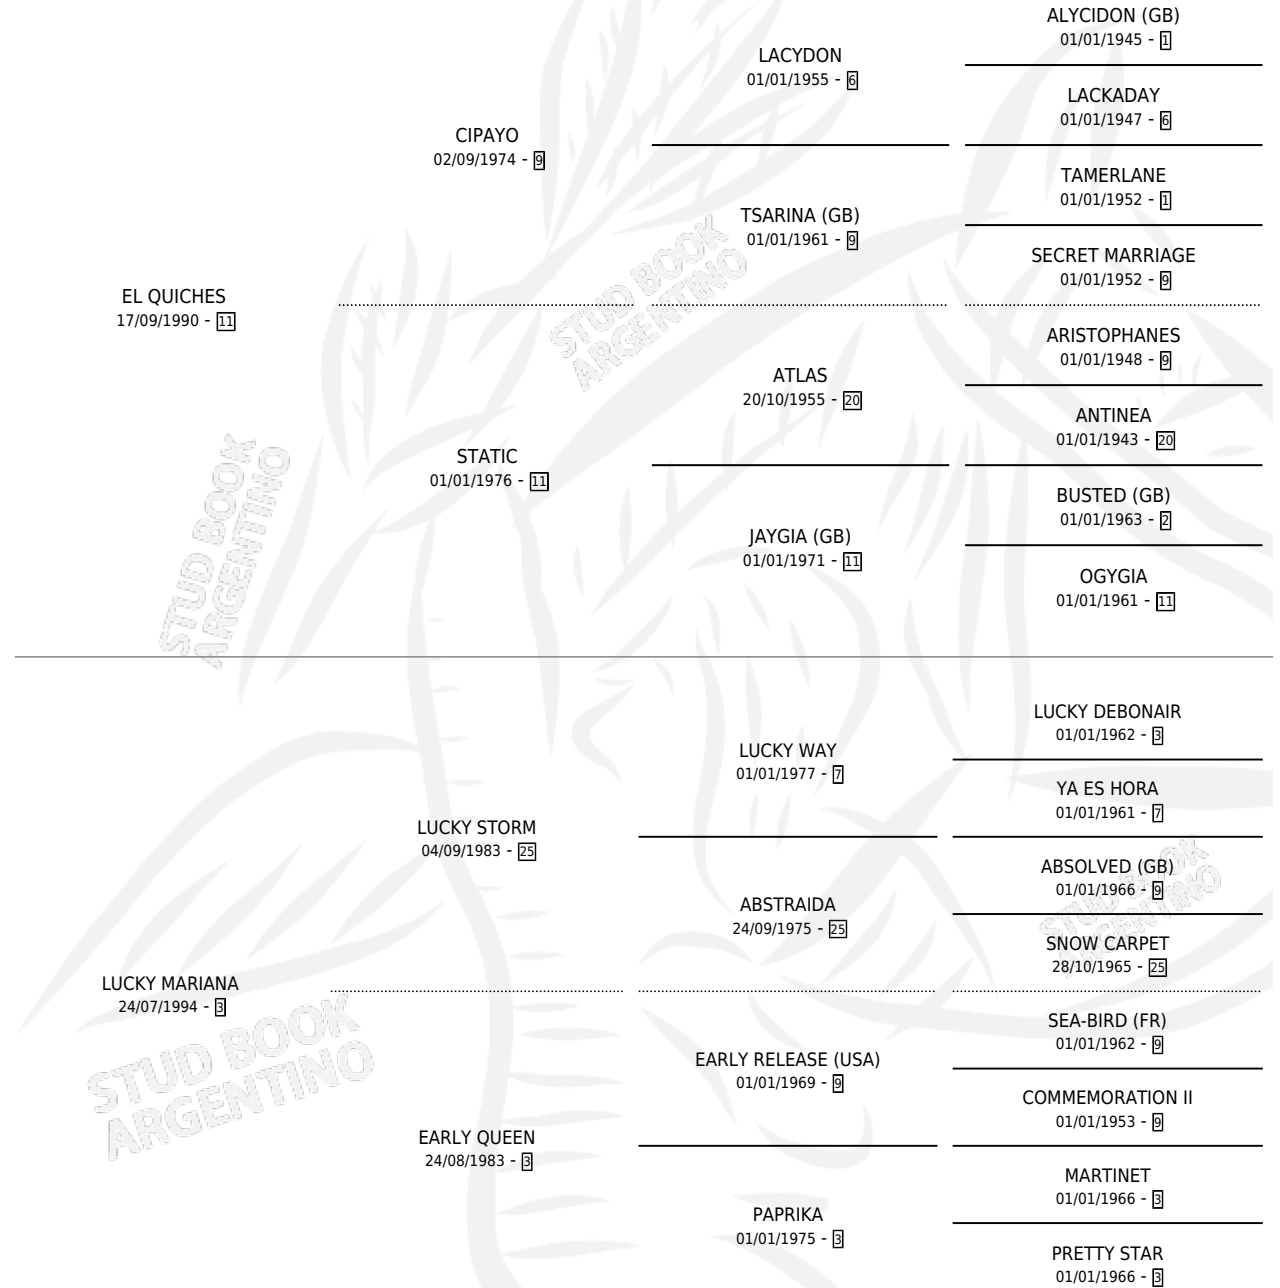 ALYCIDON (GB)
01/01/1945 - 1
LACYDON
01/01/1955 - 6
LACKADAY
01/01/1947 - 6
CIPAYO
02/09/1974 - 9
TAMERLANE
01/01/1952 - 1
TSARINA (GB)
01/01/1961 - 9
SECRET MARRIAGE
01/01/1952 - 9
EL QUICHES
17/09/1990 - 11
STUD BOOK
ARGENTINO
ARISTOPHANES
01/01/1948 - 9
ATLAS
20/10/1955 - 20
ANTINEA
01/01/1943 - 20
STATIC
01/01/1976 - 11
BUSTED (GB)
01/01/1963 - 2
JAYGIA (GB)
01/01/1971 - 11
OGYGIA
01/01/1961 - 11
STUD BOOK
ARGENTINO
LUCKY DEBONAIR
01/01/1962 - 3
LUCKY WAY
01/01/1977 - 7
YA ES HORA
01/01/1961 - 7
LUCKY STORM
04/09/1983 - 25
ABSOLVED (GB)
01/01/1966 - 9
ABSTRAIDA
24/09/1975 - 25
STUD BOOK
ARGENTINO
SNOW CARPET
28/10/1965 - 25
LUCKY MARIANA
24/07/1994 - 3
SEA-BIRD (FR)
01/01/1962 - 9
EARLY RELEASE (USA)
01/01/1969 - 9
COMMEMORATION II
01/01/1953 - 9
STUD BOOK
ARGENTINO
EARLY QUEEN
24/08/1983 - 3
MARTINET
01/01/1966 - 3
PAPRIKA
01/01/1975 - 3
PRETTY STAR
01/01/1966 - 3